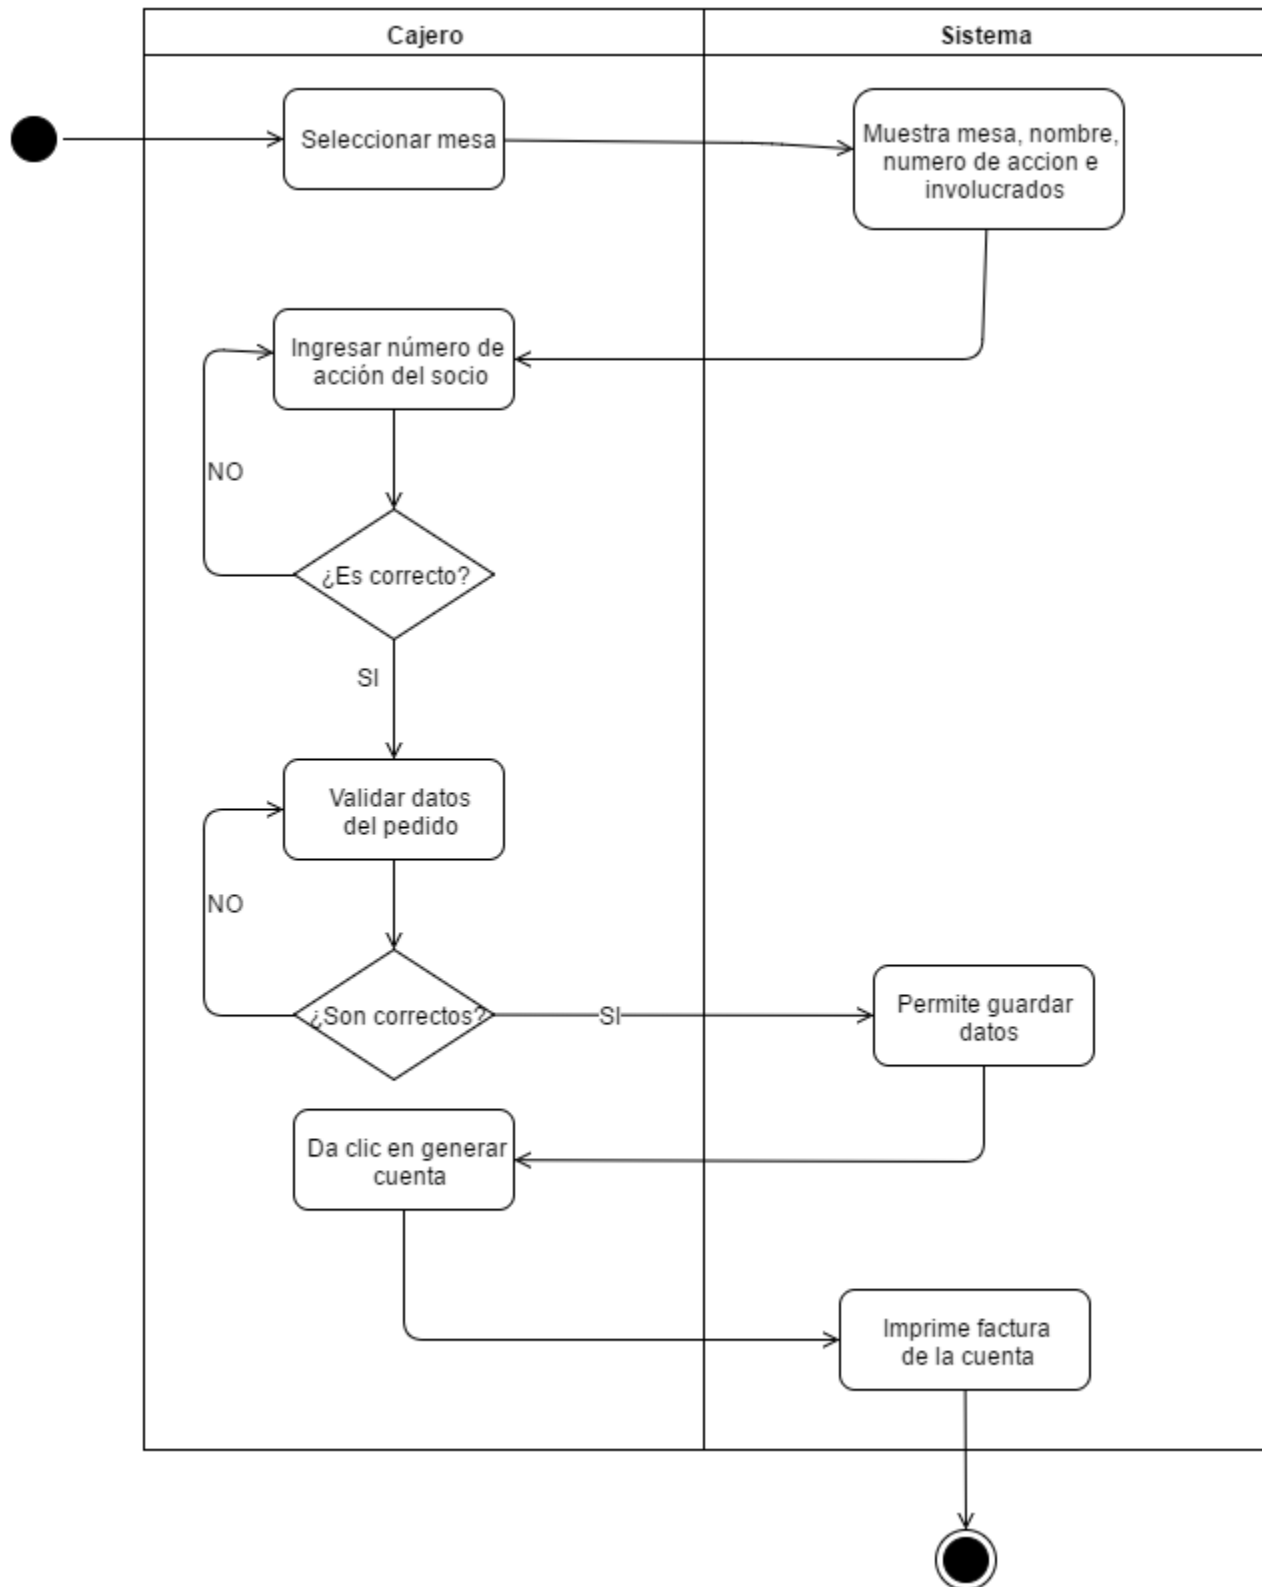 Cajero
Sistema
Seleccionar mesa
Muestra mesa, nombre,
numero de accion e
involucrados
Ingresar número de
acción del socio
NO
¿Es correcto?
SI
Validar datos
del pedido
NO
¿Son correctos?
SI
Permite guardar
datos
Da clic en generar
cuenta
Imprime factura
de la cuenta